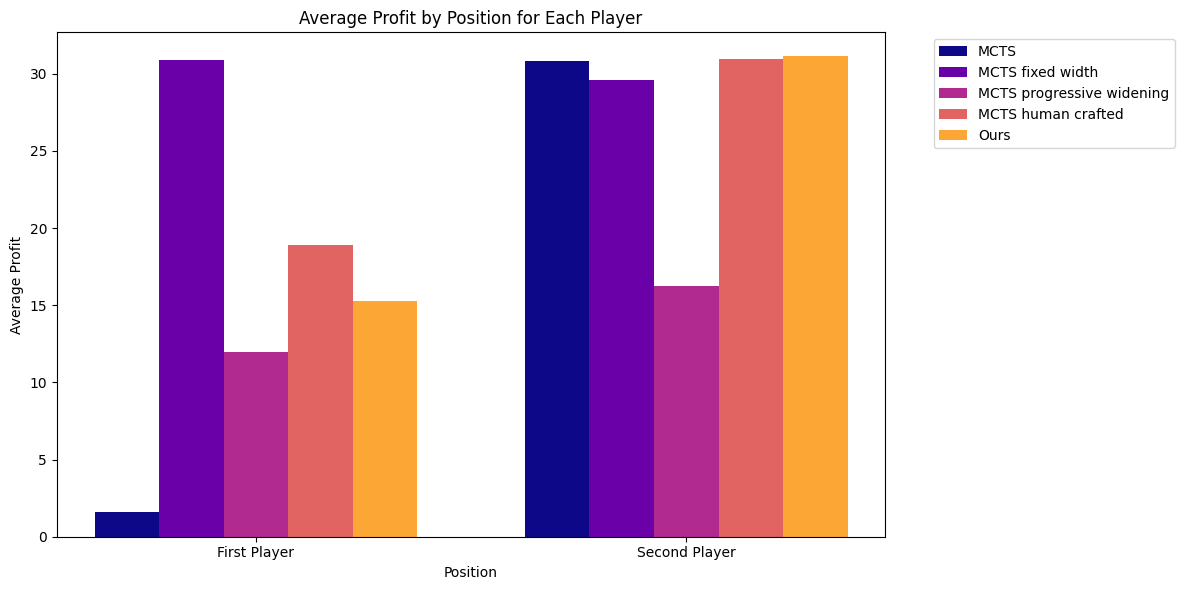 Average Profit by Position for Each Player
MCTS
MCTS fixed width
MCTS progressive widening
MCTS human crafted
Ours
Average Profit
30
25
20
15
10
5
0
First Player
Second Player
Position